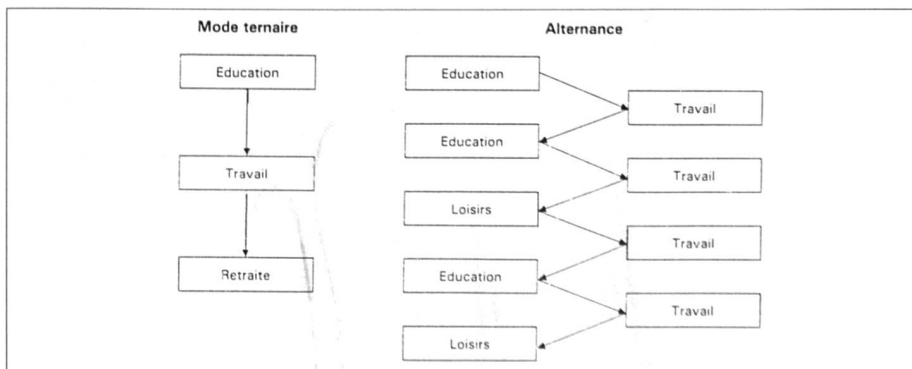 Mode ternaire
Education
Travail
Retraite
Alternance
Education
Travail
Education
Travail
Loisirs
Travail
Education
Travail
Loisirs